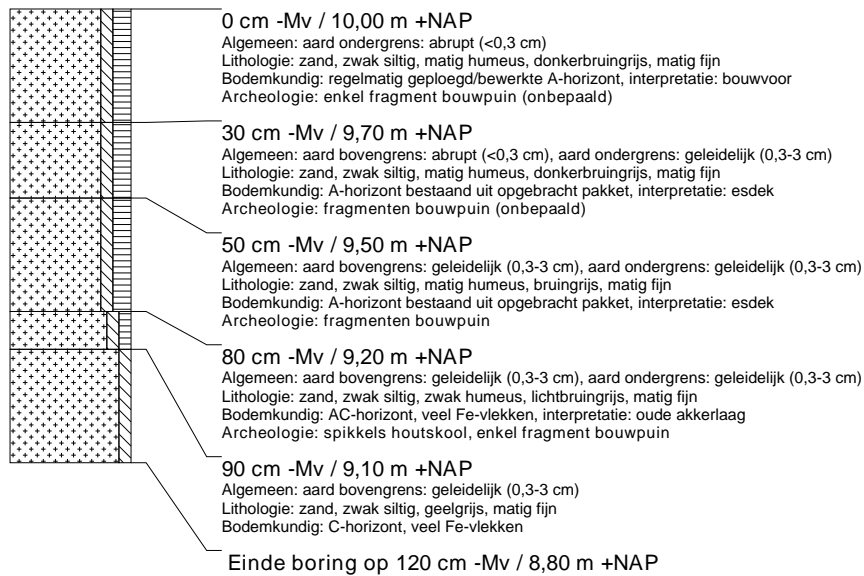 0 cm -Mv / 10,00 m +NAP
Algemeen: aard ondergrens: abrupt (<0,3 cm)
Lithologie: zand, zwak siltig, matig humeus, donkerbruingrijs, matig fijn
Bodemkundig: regelmatig geploegd/bewerkte A-horizont, interpretatie: bouwvoor
Archeologie: enkel fragment bouwpuin (onbepaald)
30 cm -Mv / 9,70 m +NAP
Algemeen: aard bovengrens: abrupt (<0,3 cm), aard ondergrens: geleidelijk (0,3-3 cm)
Lithologie: zand, zwak siltig, matig humeus, donkerbruingrijs, matig fijn
Bodemkundig: A-horizont bestaand uit opgebracht pakket, interpretatie: esdek
Archeologie: fragmenten bouwpuin (onbepaald)
50 cm -Mv / 9,50 m +NAP
Algemeen: aard bovengrens: geleidelijk (0,3-3 cm), aard ondergrens: geleidelijk (0,3-3 cm)
Lithologie: zand, zwak siltig, matig humeus, bruingrijs, matig fijn
Bodemkundig: A-horizont bestaand uit opgebracht pakket, interpretatie: esdek
Archeologie: fragmenten bouwpuin
80 cm -Mv / 9,20 m +NAP
Algemeen: aard bovengrens: geleidelijk (0,3-3 cm), aard ondergrens: geleidelijk (0,3-3 cm)
Lithologie: zand, zwak siltig, zwak humeus, lichtbruingrijs, matig fijn
Bodemkundig: AC-horizont, veel Fe-vlekken, interpretatie: oude akkerlaag
Archeologie: spikkels houtskool, enkel fragment bouwpuin
90 cm -Mv / 9,10 m +NAP
Algemeen: aard bovengrens: geleidelijk (0,3-3 cm)
Lithologie: zand, zwak siltig, geelgrijs, matig fijn
Bodemkundig: C-horizont, veel Fe-vlekken
Einde boring op 120 cm -Mv / 8,80 m +NAP